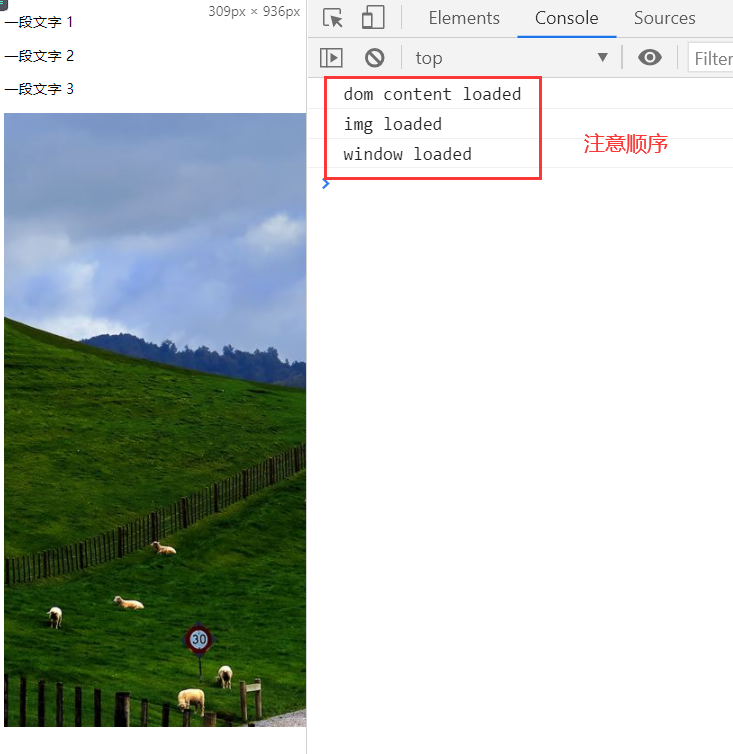 309px × 936px
一段文字 1
一段文字 2
一段文字 3
Elements Console Sources
top
Filter
dom content loaded
img loaded
window loaded
注意顺序
30